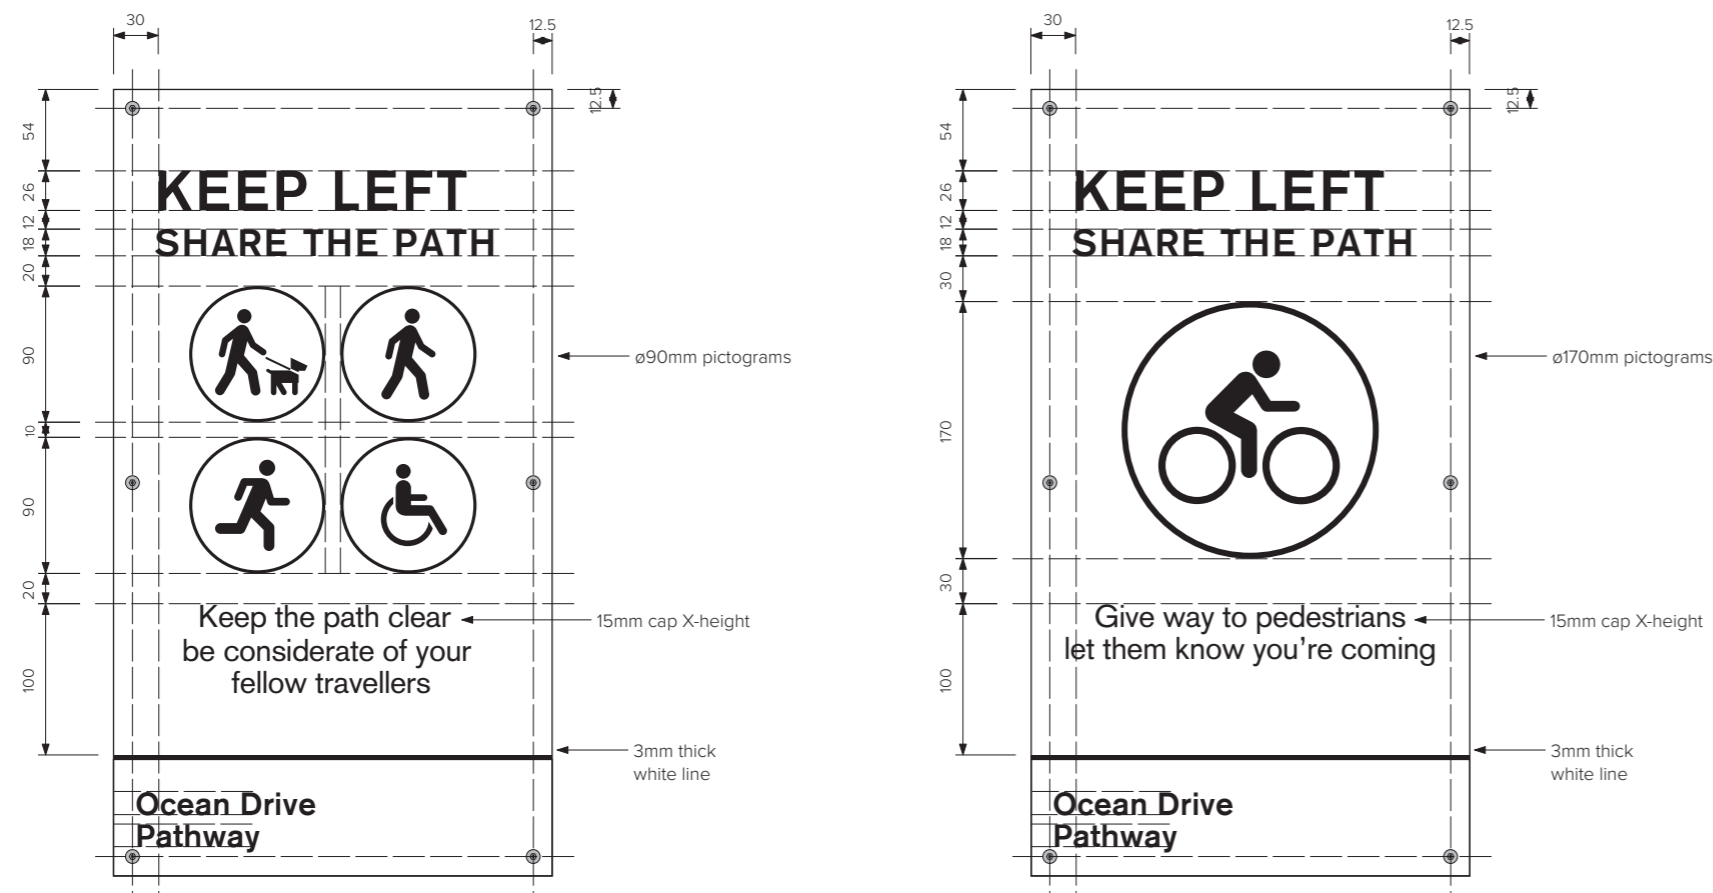 30
12.5
12.5
54
26
12
18
20
90
10
90
20
100
KEEP LEFT
SHARE THE PATH
ø90mm pictograms
Keep the path clear
be considerate of your
fellow travellers
15mm cap X-height
3mm thick
white line
Ocean Drive
Pathway
30
12.5
12.5
54
26
12
18
30
170
30
100
KEEP LEFT
SHARE THE PATH
ø170mm pictograms
Give way to pedestrians
let them know you're coming
15mm cap X-height
3mm thick
white line
Ocean Drive
Pathway